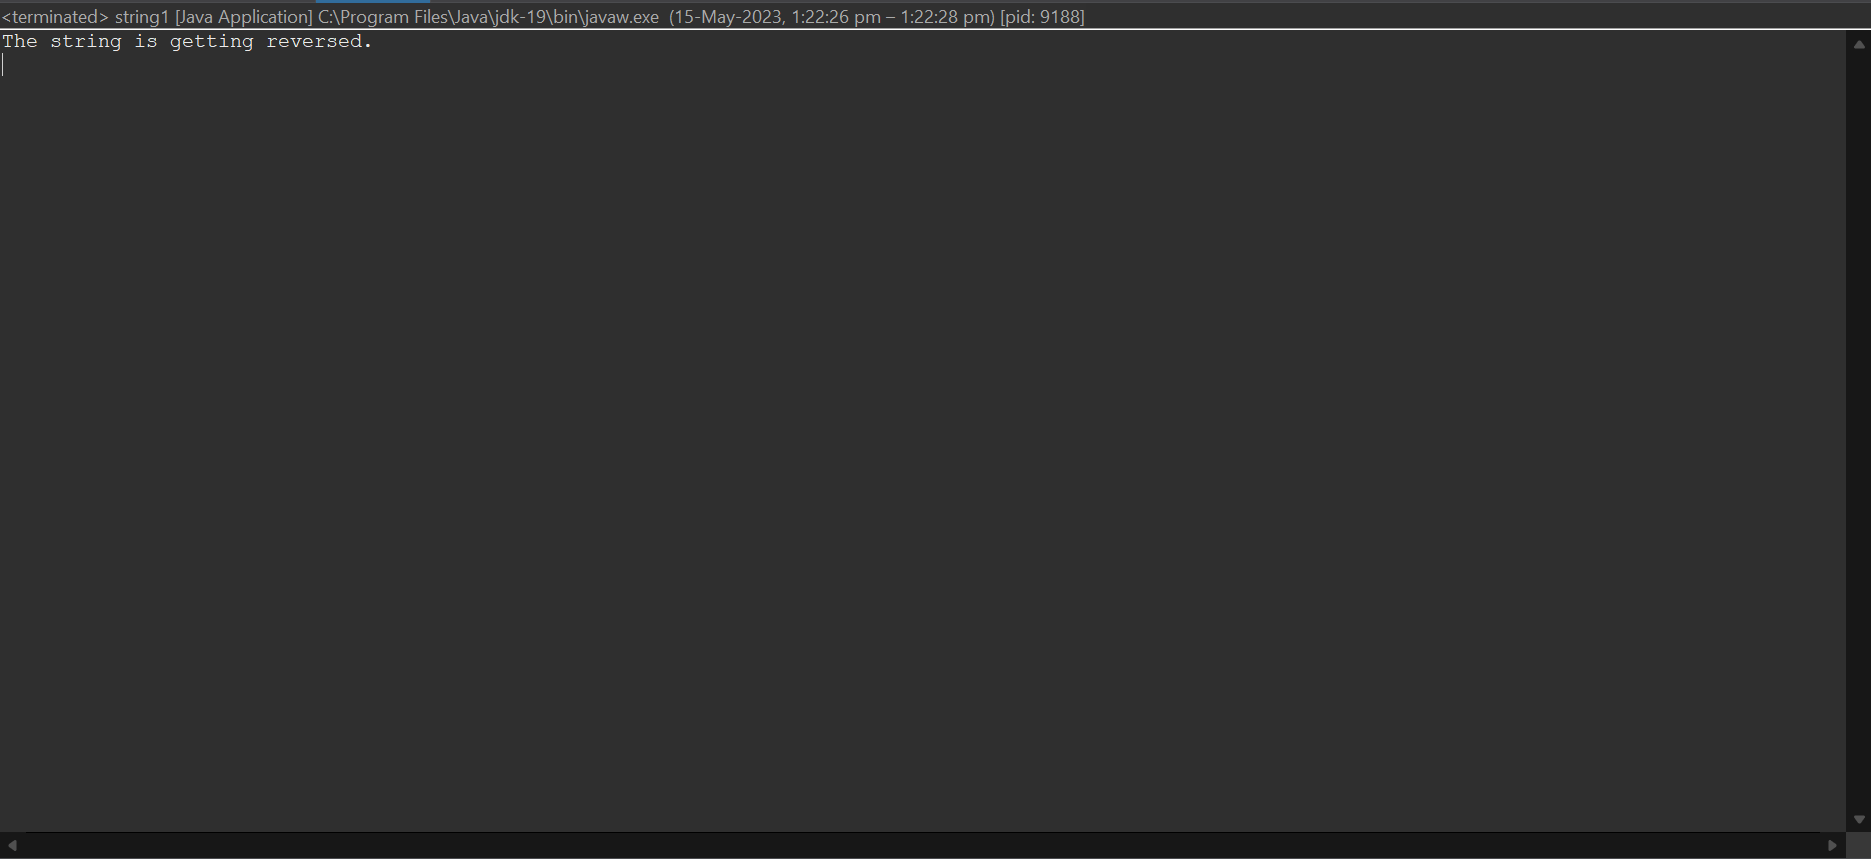 <terminated> string1 [Java Application] C:\Program Files\Java\jdk-19\bin\javaw.exe (15-May-2023, 1:22:26 pm – 1:22:28 pm) [pid: 9188]
The string is getting reversed.